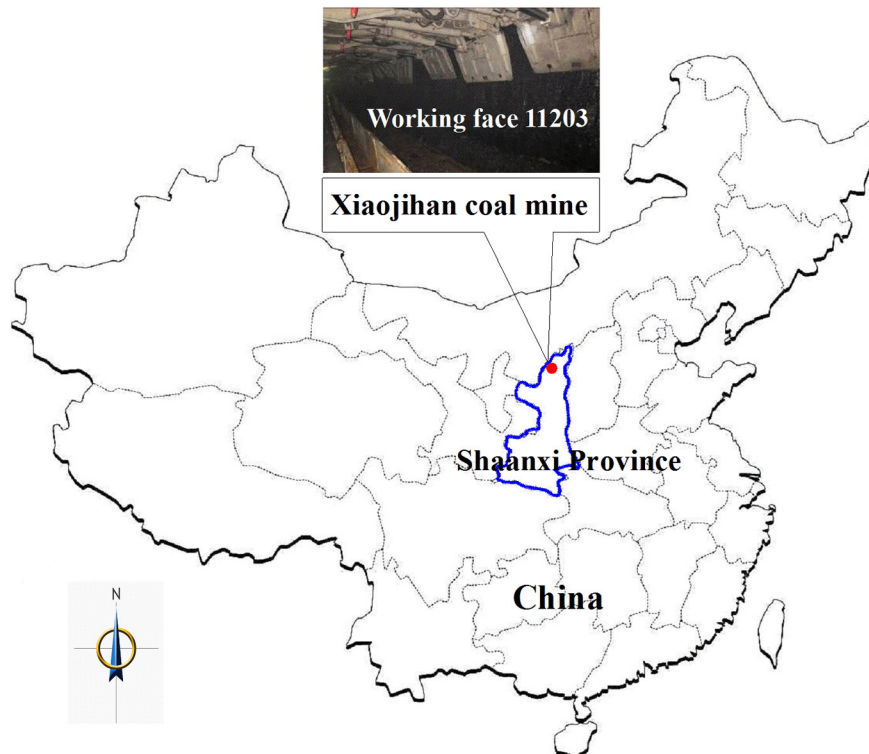 Working face 11203
Xiaojihan coal mine
Shaanxi Province
China
N